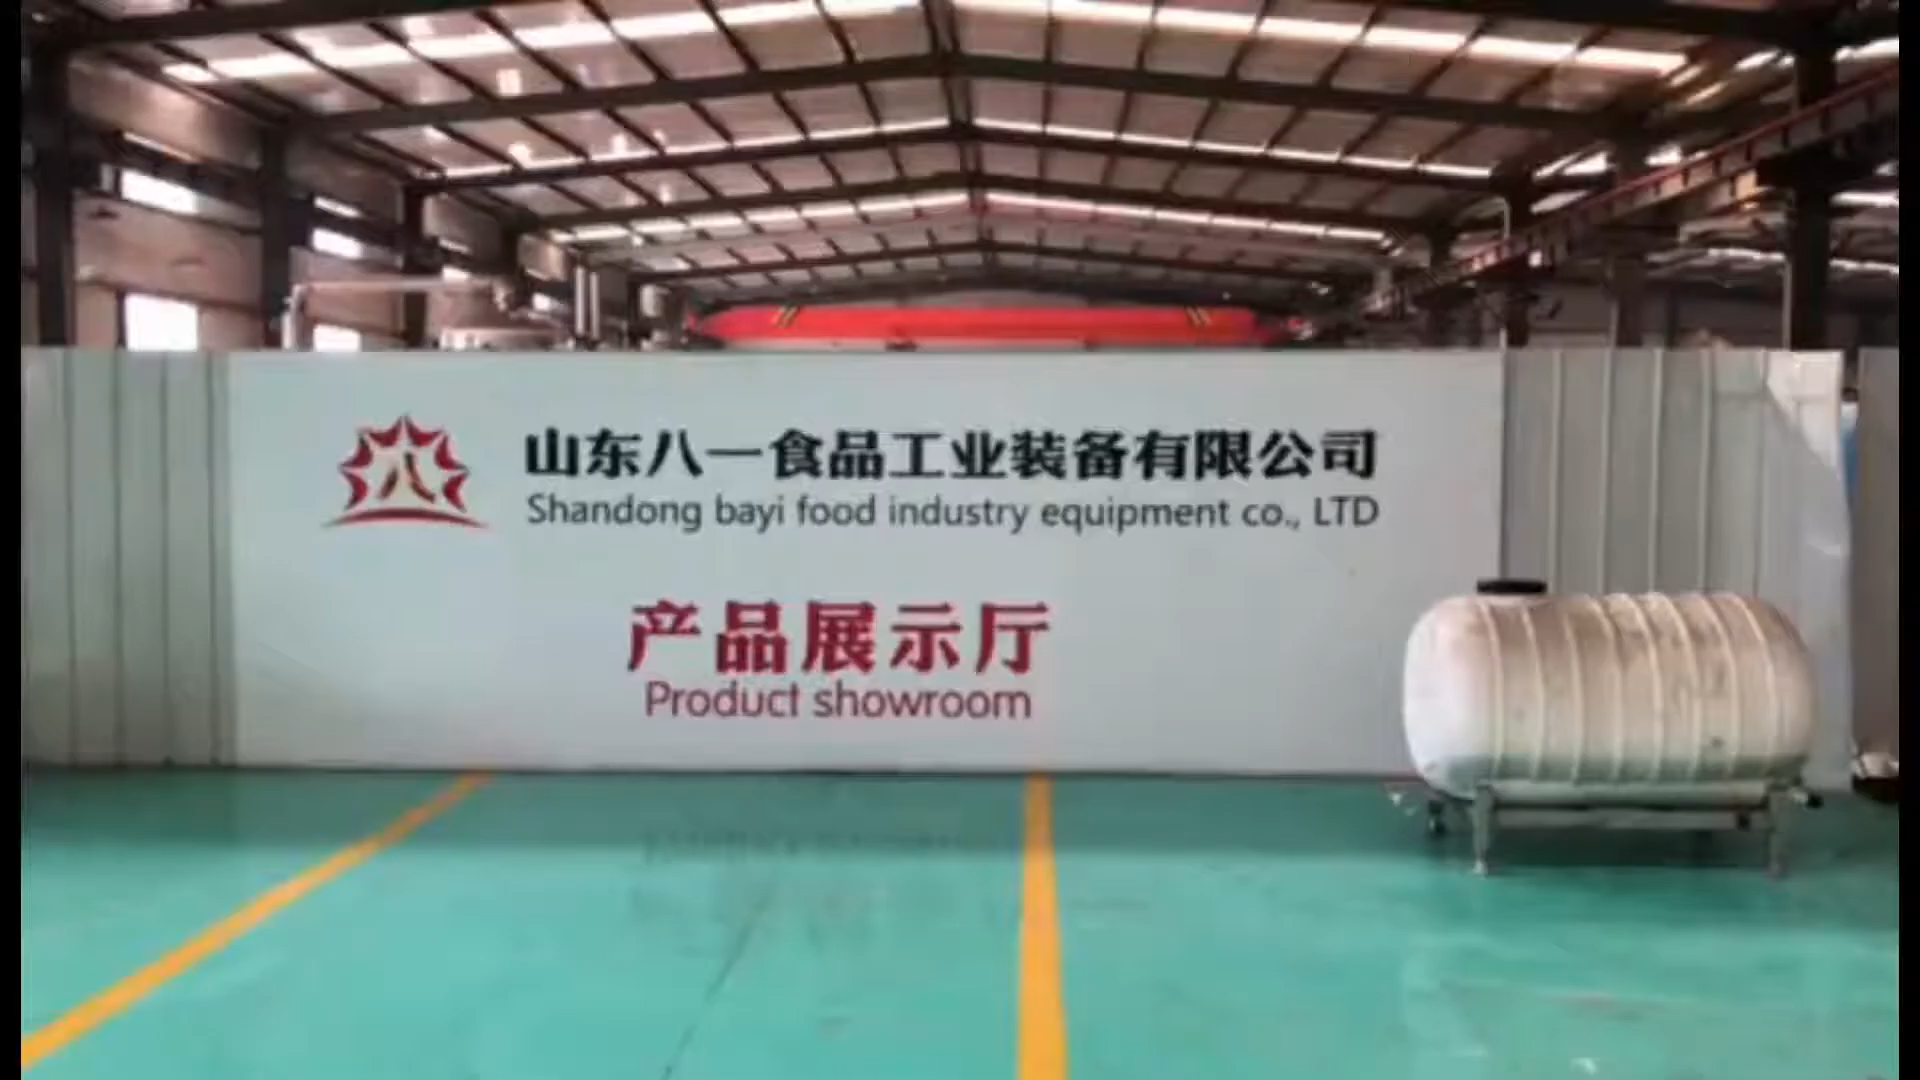 八
山东八一食品工业装备有限公司
Shandong bayi food industry equipment co., LTD
产品展示厅
Product showroom